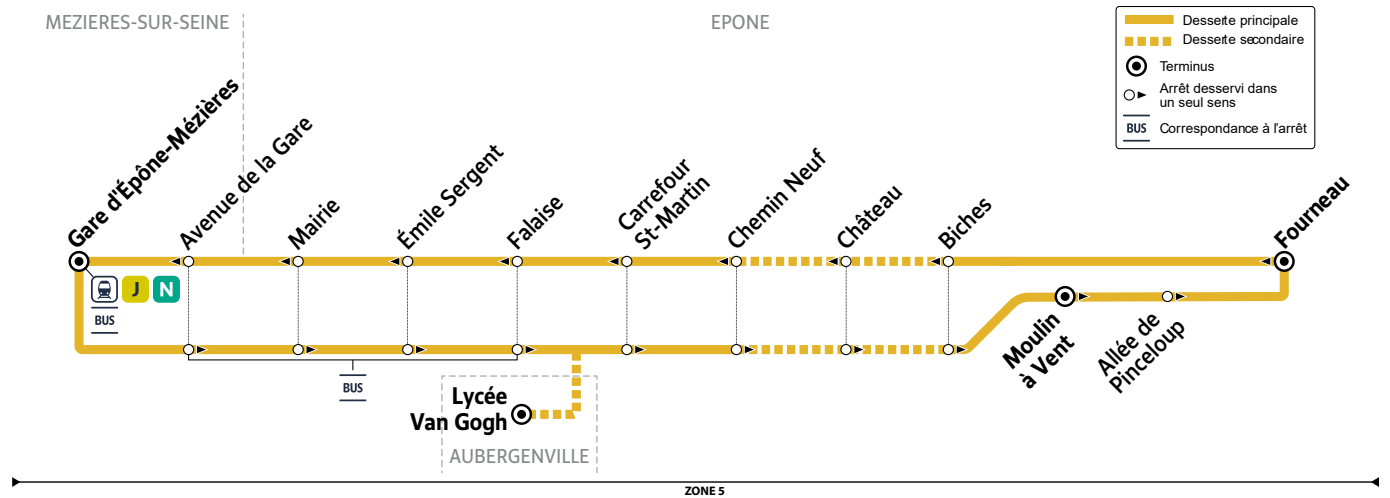 MEZIERES-SUR-SEINE
EPONE
Desserte principale
Desserte secondaire
Terminus
Arrêt desservi dans
un seul sens
BUS Correspondance à l'arrêt
Gare d'Épône-Mézières
Avenue de la Gare
Mairie
Émile Sergent
Falaise
Carrefour
St-Martin
Chemin Neuf
Château
Biches
Fourneau
J N
BUS
BUS
Moulin
à Vent
Allée de
Pinceloup
Lycée
Van Gogh
AUBERGENVILLE
ZONE 5